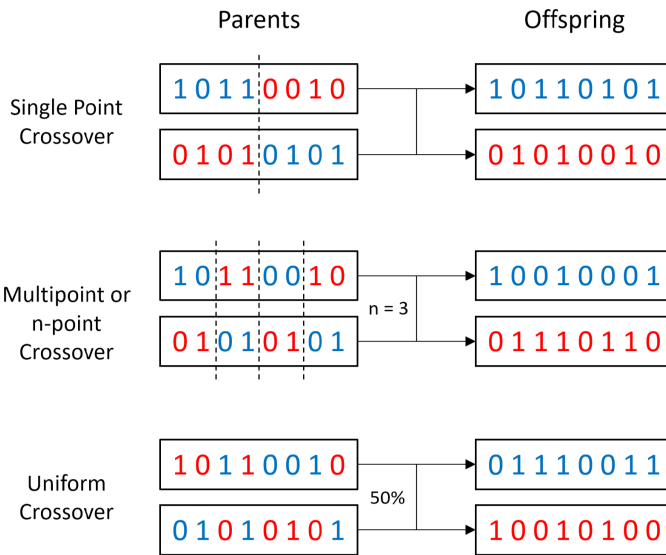 Parents Offspring
Single Point
Crossover
1 0 1 1 0 0 1 0
1 0 1 1 0 1 0 1
0 1 0 1 0 1 0 1
0 1 0 1 0 0 1 0
Multipoint or
n-point
Crossover
1 0 1 1 0 0 1 0
1 0 0 1 0 0 0 1
n = 3
0 1 0 1 0 1 0 1
0 1 1 1 0 1 1 0
Uniform
Crossover
1 0 1 1 0 0 1 0
0 1 1 1 0 0 1 1
50%
0 1 0 1 0 1 0 1
1 0 0 1 0 1 0 0